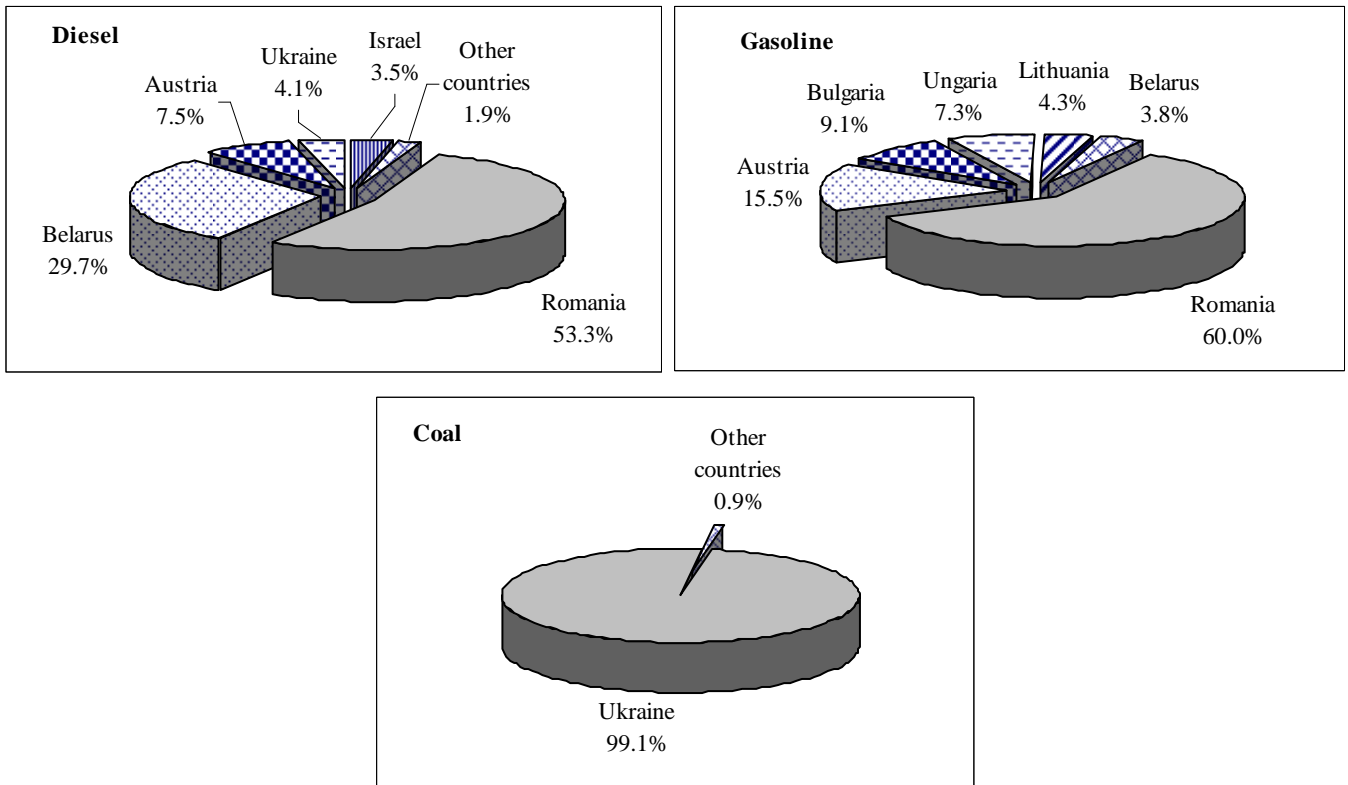 Diesel
Austria
7.5%
Ukraine
4.1%
Israel
3.5%
Other
countries
1.9%
Belarus
29.7%
Romania
53.3%
Gasoline
Austria
15.5%
Bulgaria
9.1%
Ungaria
7.3%
Lithuania
4.3%
Belarus
3.8%
Romania
60.0%
Coal
Other
countries
0.9%
Ukraine
99.1%